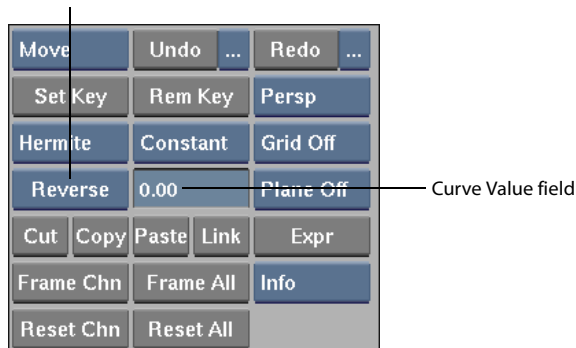 Move Undo ... Redo ...
Set Key Rem Key Persp
Hermite Constant Grid Off
Reverse 0.00 Plane Off Curve Value field
Cut Copy Paste Link Expr
Frame Chn Frame All Info
Reset Chn Reset All